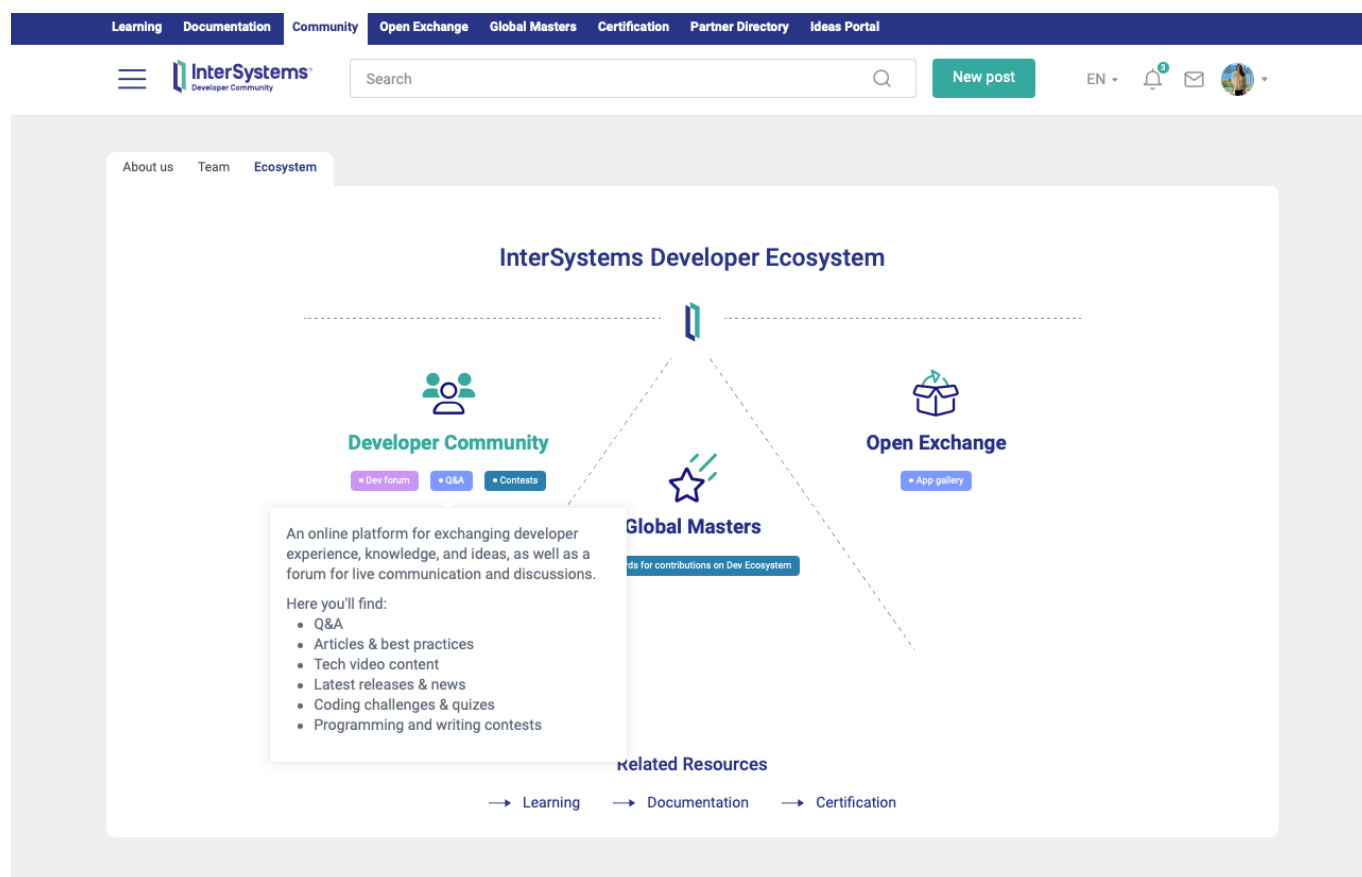 Learning Documentation Community Open Exchange Global Masters Certification Partner Directory Ideas Portal
InterSystems
Developer Community
Search
New post
EN
3
About us Team Ecosystem
InterSystems Developer Ecosystem
Developer Community
Dev forum Q&A Contests
Open Exchange
App gallery
Global Masters
for contributions on Dev Ecosystem
An online platform for exchanging developer
experience, knowledge, and ideas, as well as a
forum for live communication and discussions.
Here you'll find:
• Q&A
• Articles & best practices
• Tech video content
• Latest releases & news
• Coding challenges & quizes
• Programming and writing contests
Related Resources
Learning Documentation Certification